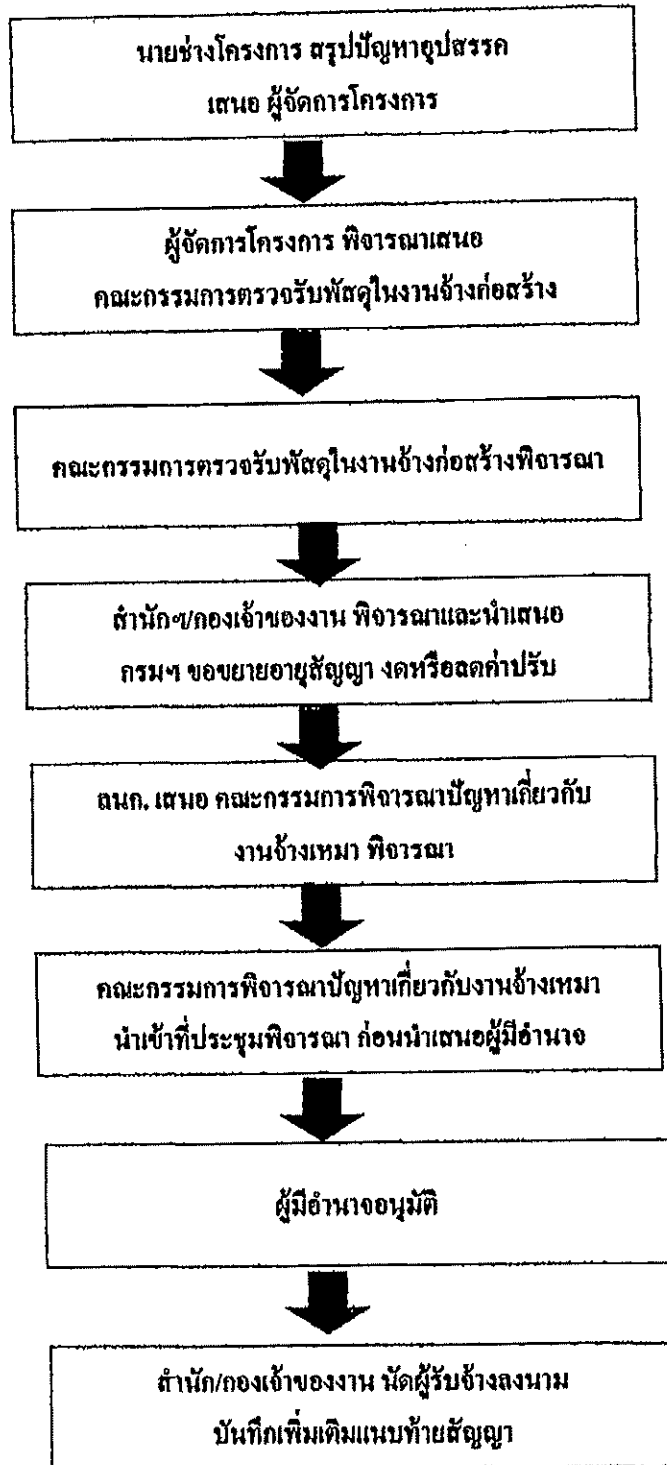 นายช่างโครงการ สรุปปัญหาอุปสรรค
เสนอ ผู้จัดการโครงการ
ผู้จัดการโครงการ พิจารณาเสนอ
คณะกรรมการตรวจรับพัสดุในงานจ้างก่อสร้าง
คณะกรรมการตรวจรับพัสดุในงานจ้างก่อสร้างพิจารณา
สำนักฯ/กองเจ้าของงาน พิจารณาและนำเสนอ
กรมฯ ขอขยายอายุสัญญา งดหรือลดค่าปรับ
ลนก. เสนอ คณะกรรมการพิจารณาปัญหาเกี่ยวกับ
งานจ้างเหมา พิจารณา
คณะกรรมการพิจารณาปัญหาเกี่ยวกับงานจ้างเหมา
นำเข้าที่ประชุมพิจารณา ก่อนนำเสนอผู้มีอำนาจ
ผู้มีอำนาจอนุมัติ
สำนัก/กองเจ้าของงาน นัดผู้รับจ้างลงนาม
บันทึกเพิ่มเติมแนบท้ายสัญญา